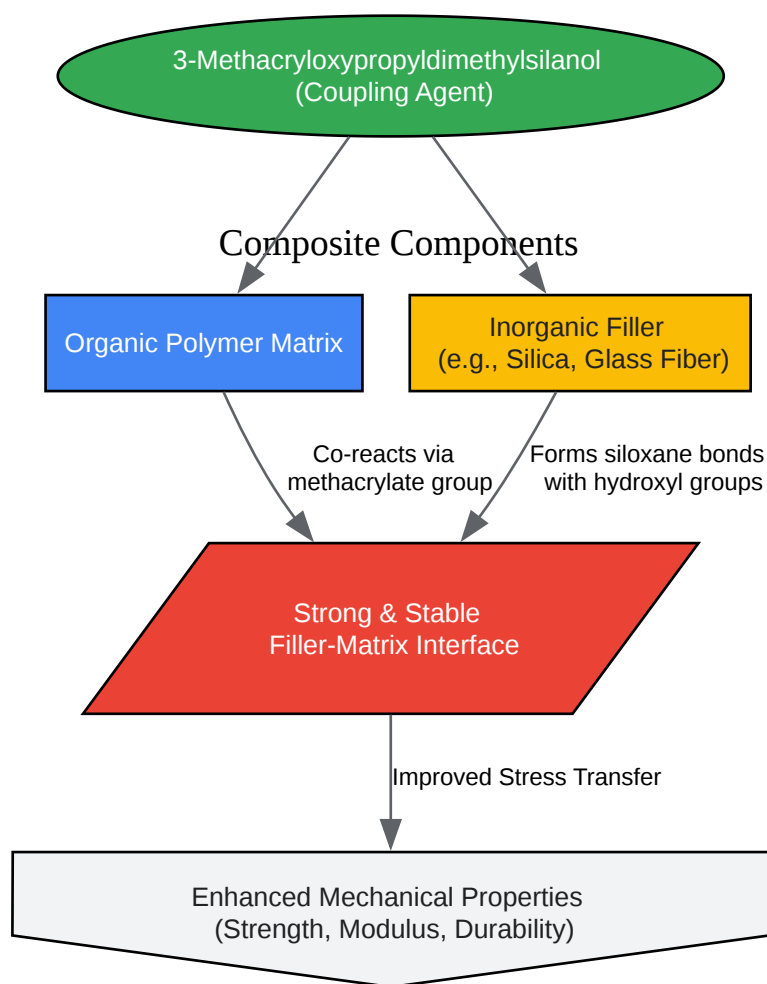 3-Methacryloxypropyldimethylsilanol
(Coupling Agent)
Composite Components
Organic Polymer Matrix
Inorganic Filler
(e.g., Silica, Glass Fiber)
Co-reacts via
methacrylate group
Forms siloxane bonds
with hydroxyl groups
Strong & Stable
Filler-Matrix Interface
Improved Stress Transfer
Enhanced Mechanical Properties
(Strength, Modulus, Durability)